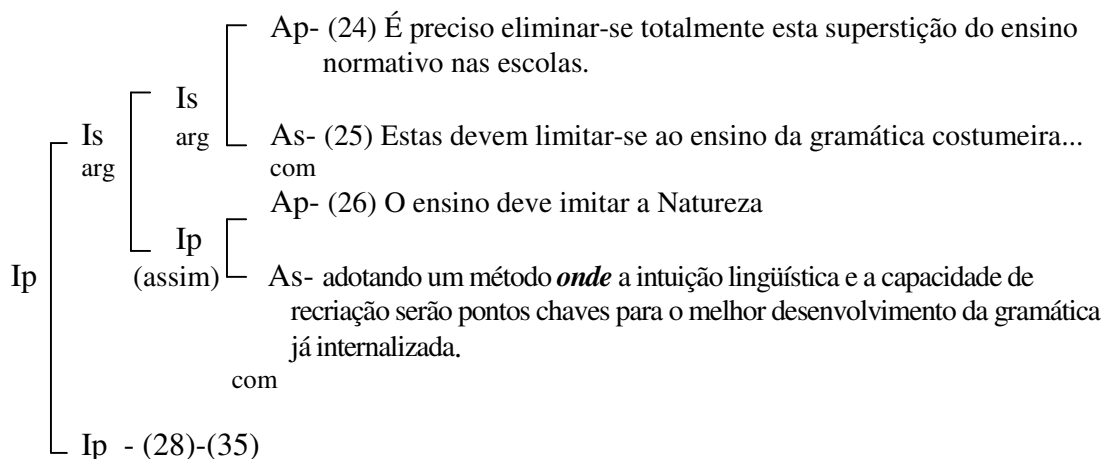 Ap- (24) É preciso eliminar-se totalmente esta superstição do ensino
normativo nas escolas.
Is
arg
Is
arg
As- (25) Estas devem limitar-se ao ensino da gramática costumeira...
com
Ap- (26) O ensino deve imitar a Natureza
Ip
Ip
(assim)
As- adotando um método onde a intuição lingüística e a capacidade de
recriação serão pontos chaves para o melhor desenvolvimento da gramática
já internalizada.
com
Ip - (28)-(35)